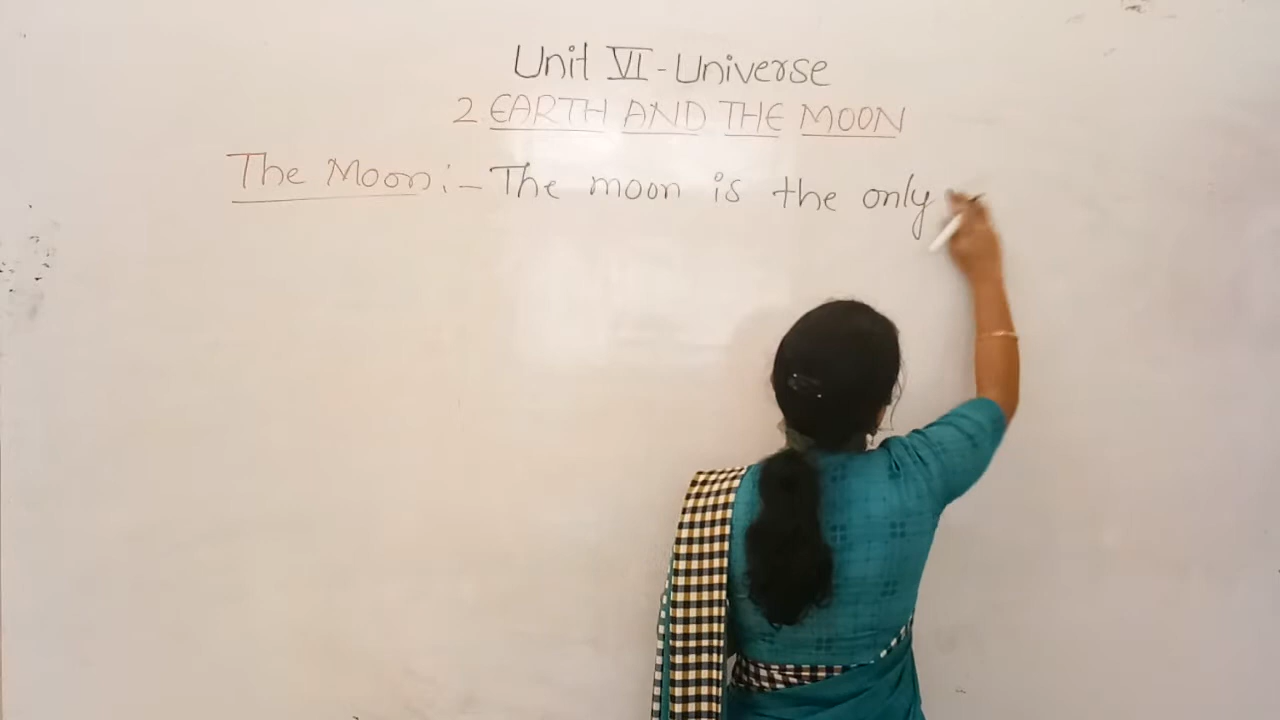 Unit VI - Universe
2 EARTH AND THE MOON
The Moon :- The moon is the only